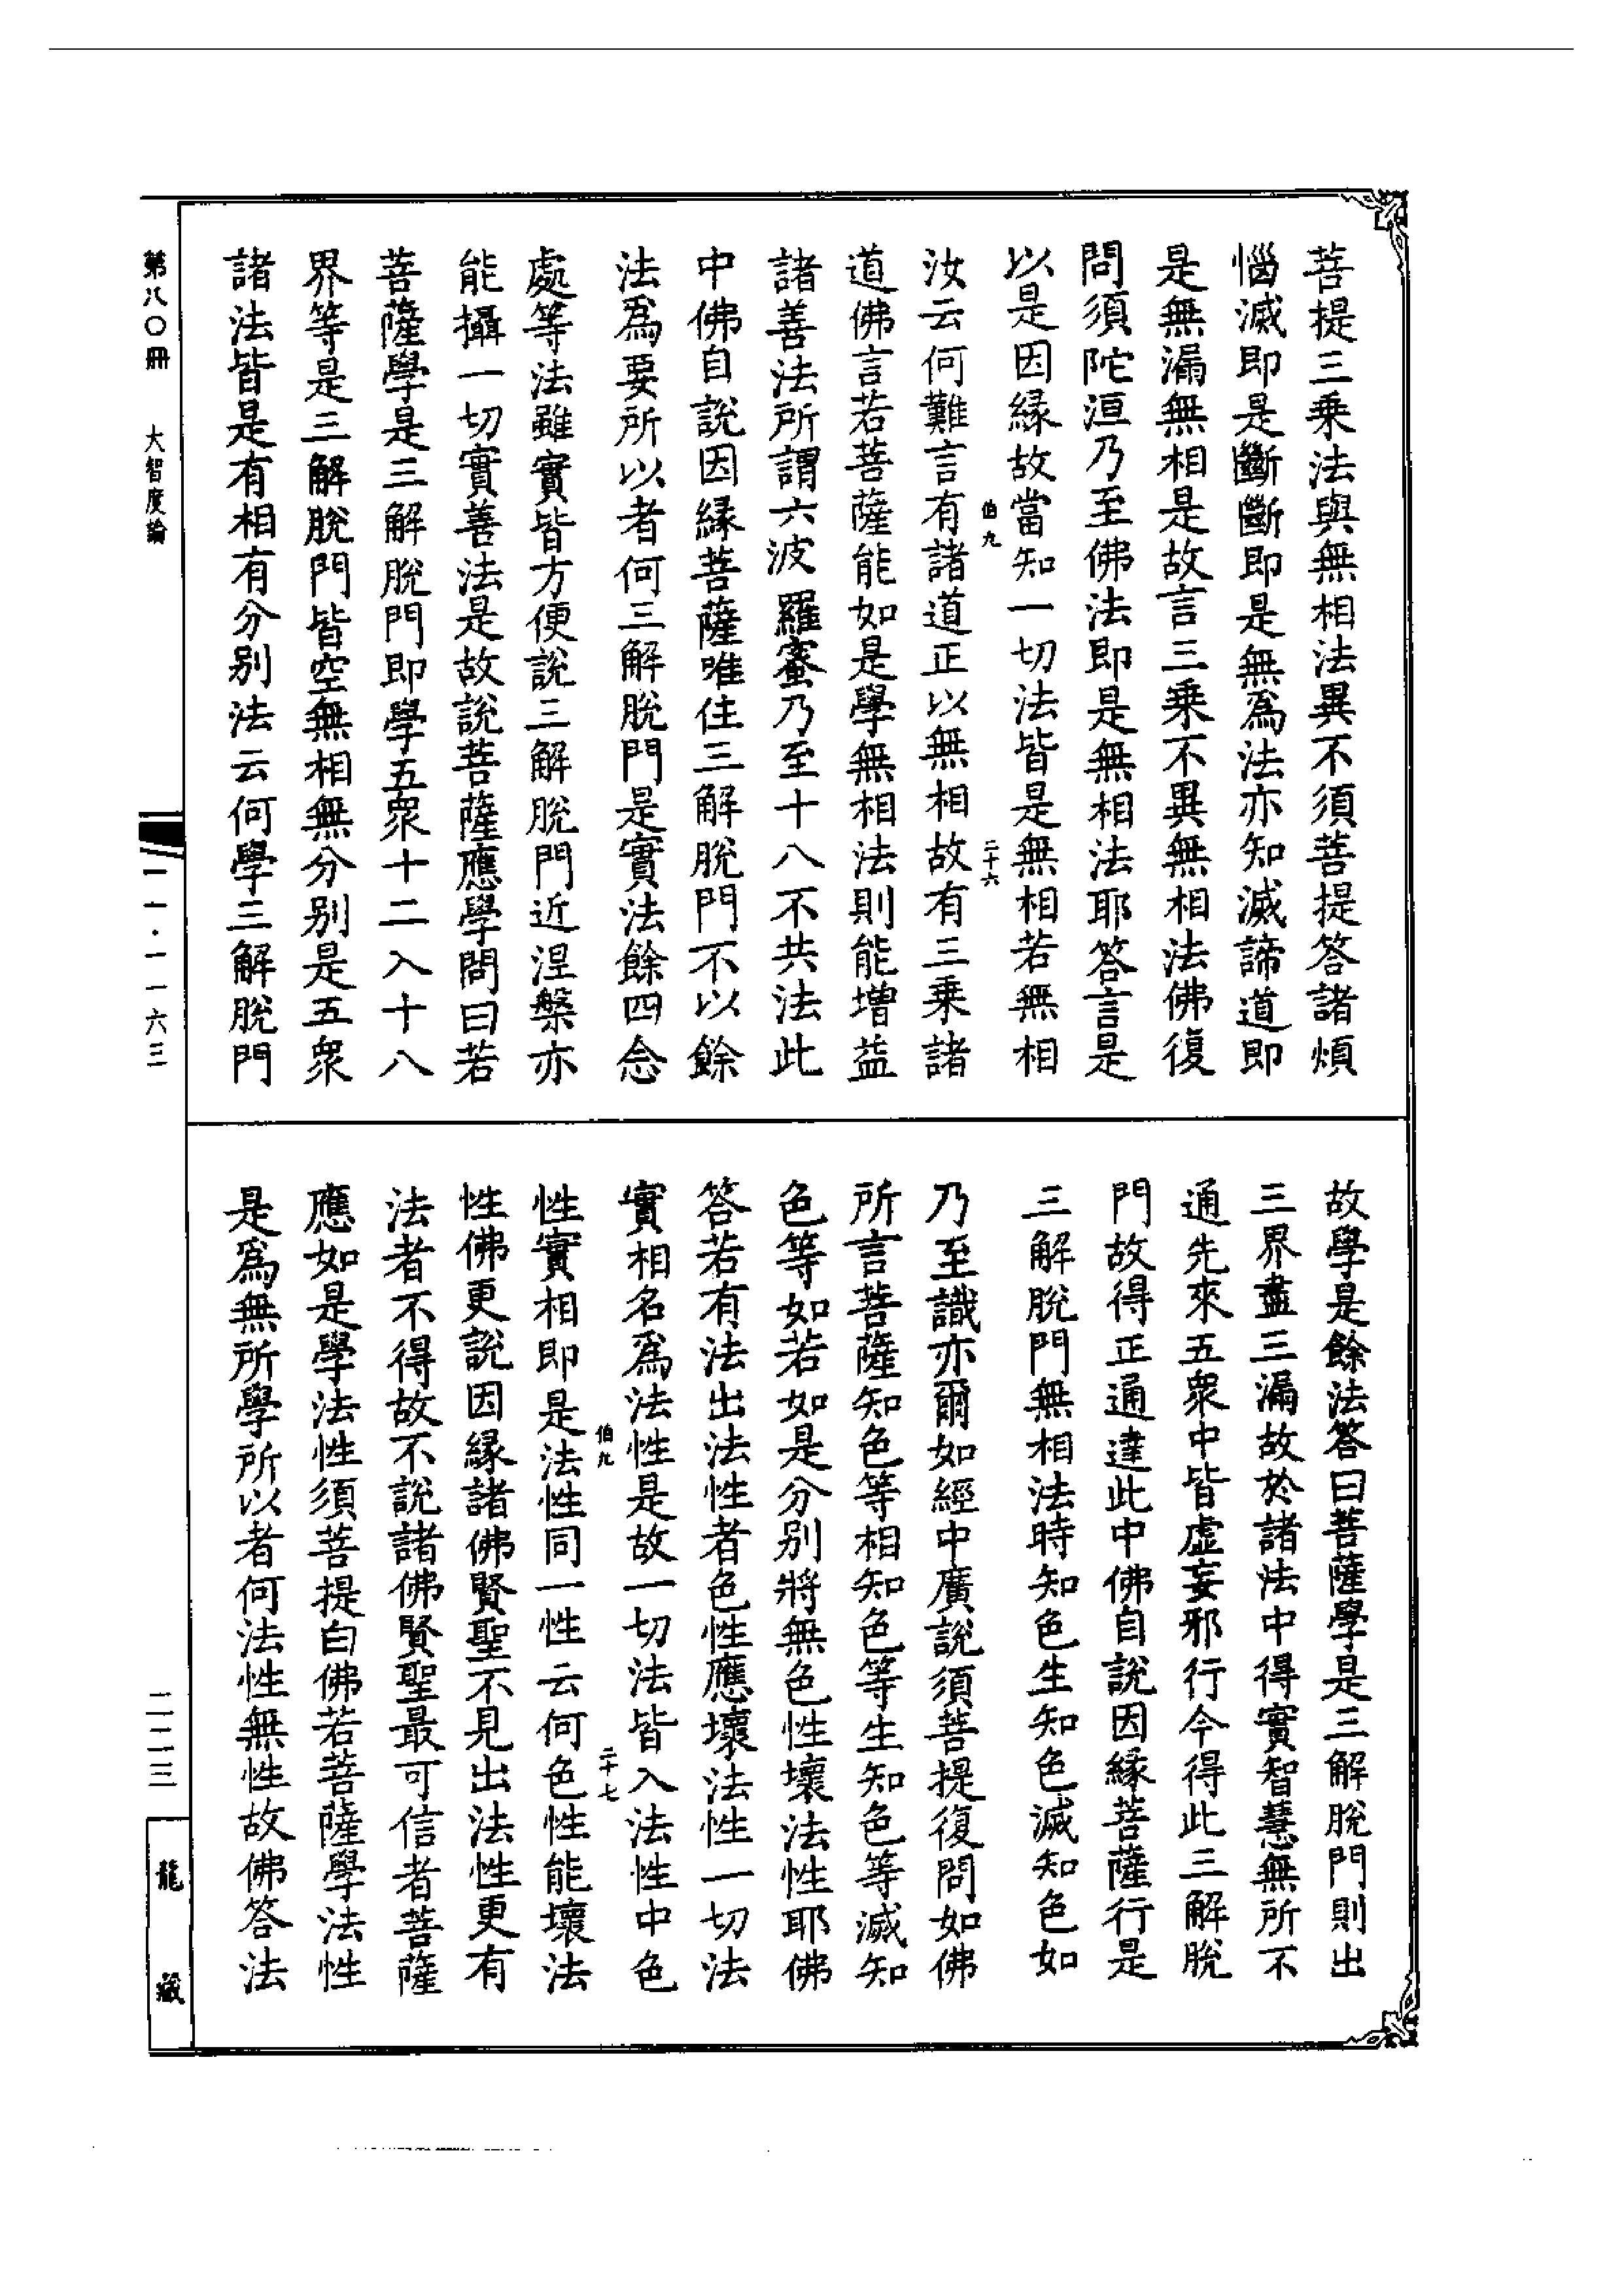 菩提三乘法與無相法異不須菩提答諸煩
惱滅即是斷斷即是無爲法亦知滅諦道即
是無漏無相是故言三乘不異無相法佛復
問須陀洹乃至佛法即是無相法耶答言是
以是因緣故當知一切法皆是無相若無相
伯九
二十六
汝云何難言有諸道正以無相故有三乘諸
道佛言若菩薩能如是學無相法則能增益
諸善法所謂六波羅蜜乃至十八不共法此
中佛自說因緣菩薩唯住三解脫門不以餘
法爲要所以者何三解脫門是實法餘四念
處等法雖實皆方便說三解脫門近涅槃亦
能攝一切實善法是故說菩薩應學問曰若
菩薩學是三解脫門即學五衆十二入十八
界等是三解脫門皆空無相無分别是五衆
諸法皆是有相有分别法云何學三解脫門
故學是餘法答曰菩薩學是三解脫門則出
三界盡三漏故於諸法中得實智慧無所不
通先來五衆中皆虛妄邪行今得此三解脫
門故得正通達此中佛自說因緣菩薩行是
三解脫門無相法時知色生知色滅知色如
乃至識亦爾如經中廣說須菩提復問如佛
所言菩薩知色等相知色等生知色等滅知
色等如若如是分别將無色性壞法性耶佛
答若有法出法性者色性應壞法性一切法
實相名爲法性是故一切法皆入法性中色
伯九
二十七
性實相即是法性同一性云何色性能壞法
性佛更說因緣諸佛賢聖不見出法性更有
法者不得故不說諸佛賢聖最可信者菩薩
應如是學法性須菩提白佛若菩薩學法性
是爲無所學所以者何法性無性故佛答法
第八〇冊
大智度論
一一·一一六三
二二三
龍藏